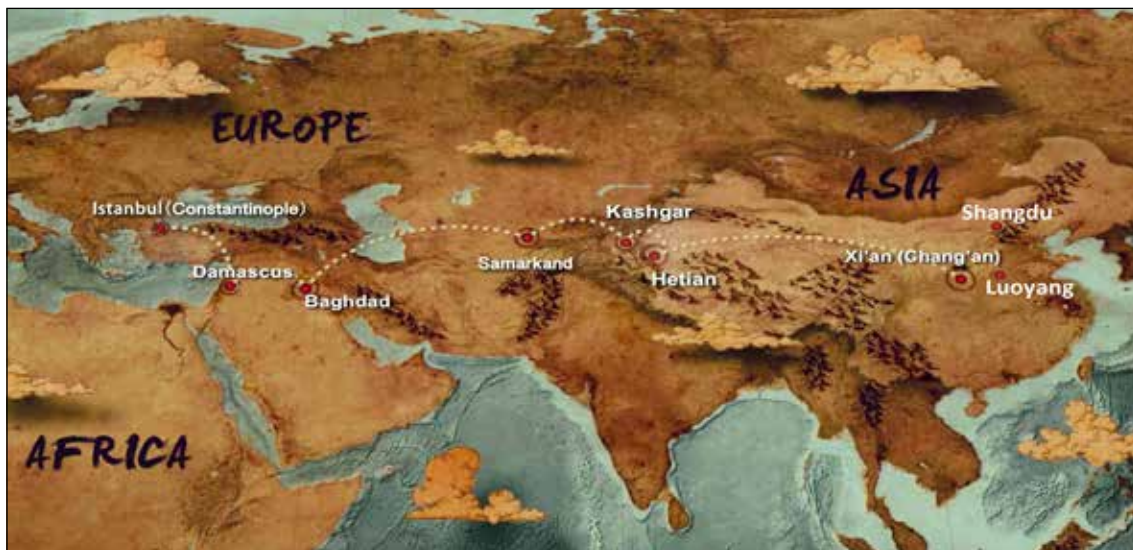 EUROPE
ASIA
Istanbul (Constantinople)
Kashgar
Shangdu
Damascus
Samarkand
Hetian
Xi'an (Chang'an)
Baghdad
Luoyang
AFRICA